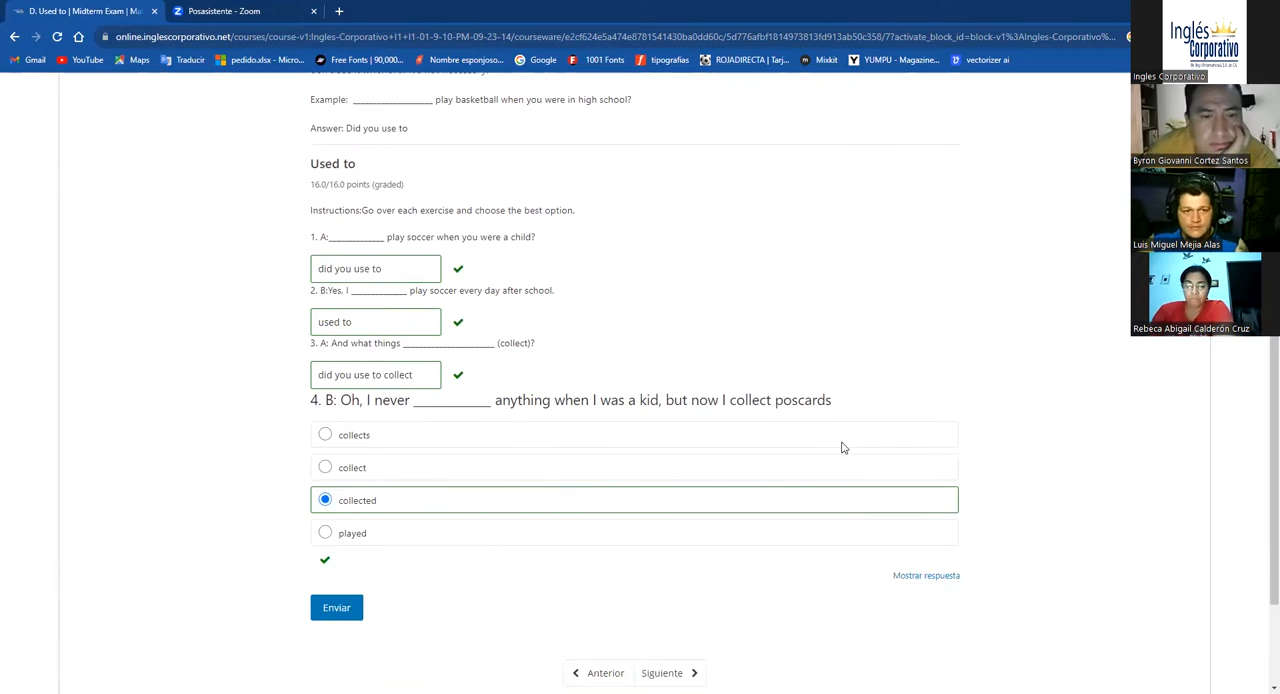 D. Used to | Midterm Exam | Ma
Posasistente - Zoom
online.inglescorporativo.net/courses/course-v1:Ingles-Corporativo+I1+I1-01-9-10-PM-09-23-14/courseware/e2cf624e5a474e8781541430ba0dd60c/5d776afbf1814973813fd913ab50c358/7?activate_block_id=block-v1%3AIngles-Corporativo%...
Gmail
YouTube
Maps
Traducir
pedido.xlsx - Micro...
Free Fonts | 90,000...
Nombre esponjoso...
Google
1001 Fonts
tipografias
ROJADIRECTA | Tarj...
Mixkit
YUMPU - Magazine...
vectorizer ai
Example: ____________________ play basketball when you were in high school?
Answer: Did you use to
Used to
16.0/16.0 points (graded)
Instructions:Go over each exercise and choose the best option.
1. A:_____________ play soccer when you were a child?
did you use to
2. B:Yes. I _____________ play soccer every day after school.
used to
3. A: And what things _____________________ (collect)?
did you use to collect
4. B: Oh, I never ___________ anything when I was a kid, but now I collect poscards
collects
collect
collected
played
Mostrar respuesta
Enviar
Anterior
Siguiente
Inglés
Corporativo
Ingles Corporativo
Byron Giovanni Cortez Santos
Luis Miguel Mejia Alas
Rebeca Abigail Calderón Cruz